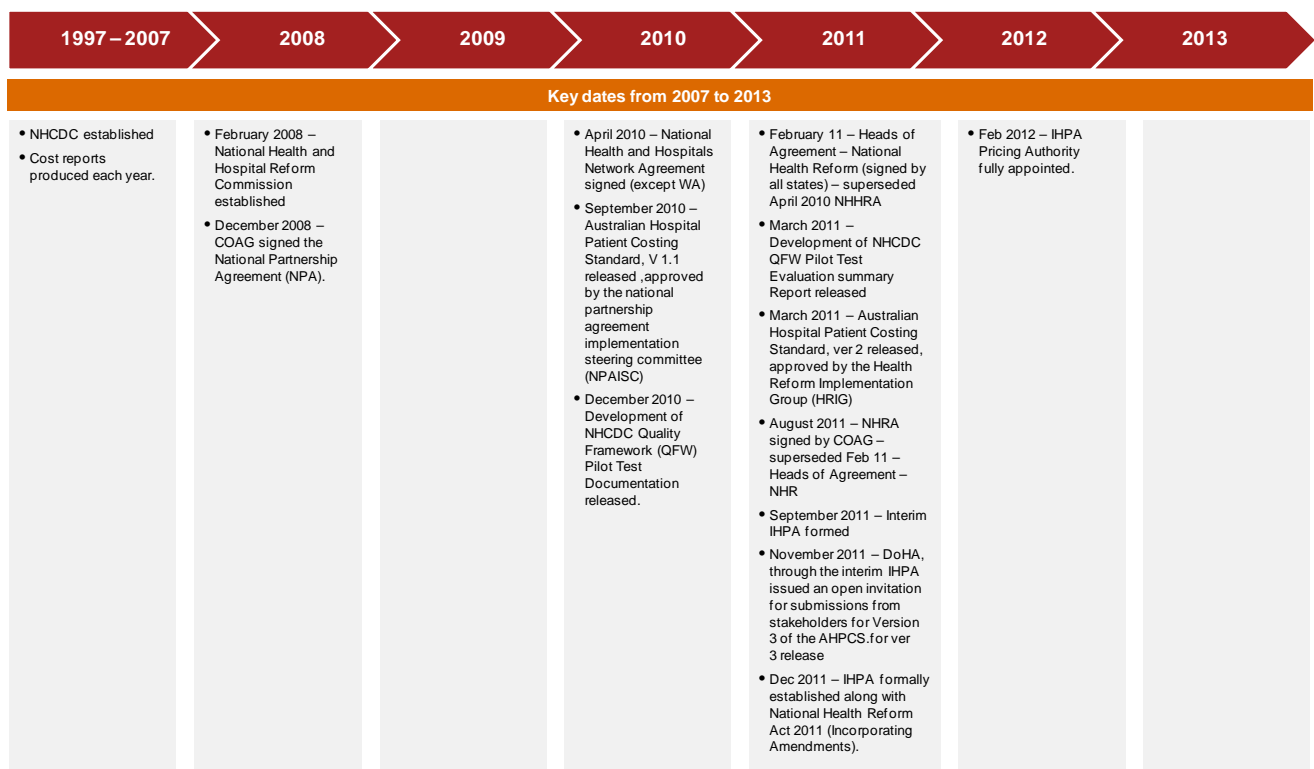 1997–2007
2008
2009
2010
2011
2012
2013
Key dates from 2007 to 2013
• NHCDC established
• Cost reports
produced each year.
• February 2008 –
National Health and
Hospital Reform
Commission
established
• December 2008 –
COAG signed the
National Partnership
Agreement (NPA).
• April 2010 – National
Health and Hospitals
Network Agreement
signed (except WA)
• September 2010 –
Australian Hospital
Patient Costing
Standard, V 1.1
released ,approved
by the national
partnership
agreement
implementation
steering committee
(NPAISC)
• December 2010 –
Development of
NHCDC Quality
Framework (QFW)
Pilot Test
Documentation
released.
• February 11 – Heads of
Agreement – National
Health Reform (signed by
all states) – superseded
April 2010 NHHRA
• March 2011 –
Development of NHCDC
QFW Pilot Test
Evaluation summary
Report released
• March 2011 – Australian
Hospital Patient Costing
Standard, ver 2 released,
approved by the Health
Reform Implementation
Group (HRIG)
• August 2011 – NHRA
signed by COAG –
superseded Feb 11 –
Heads of Agreement –
NHR
• September 2011 – Interim
IHPA formed
• November 2011 – DoHA,
through the interim IHPA
issued an open invitation
for submissions from
stakeholders for Version
3 of the AHPCS.for ver
3 release
• Dec 2011 – IHPA formally
established along with
National Health Reform
Act 2011 (Incorporating
Amendments).
• Feb 2012 – IHPA
Pricing Authority
fully appointed.